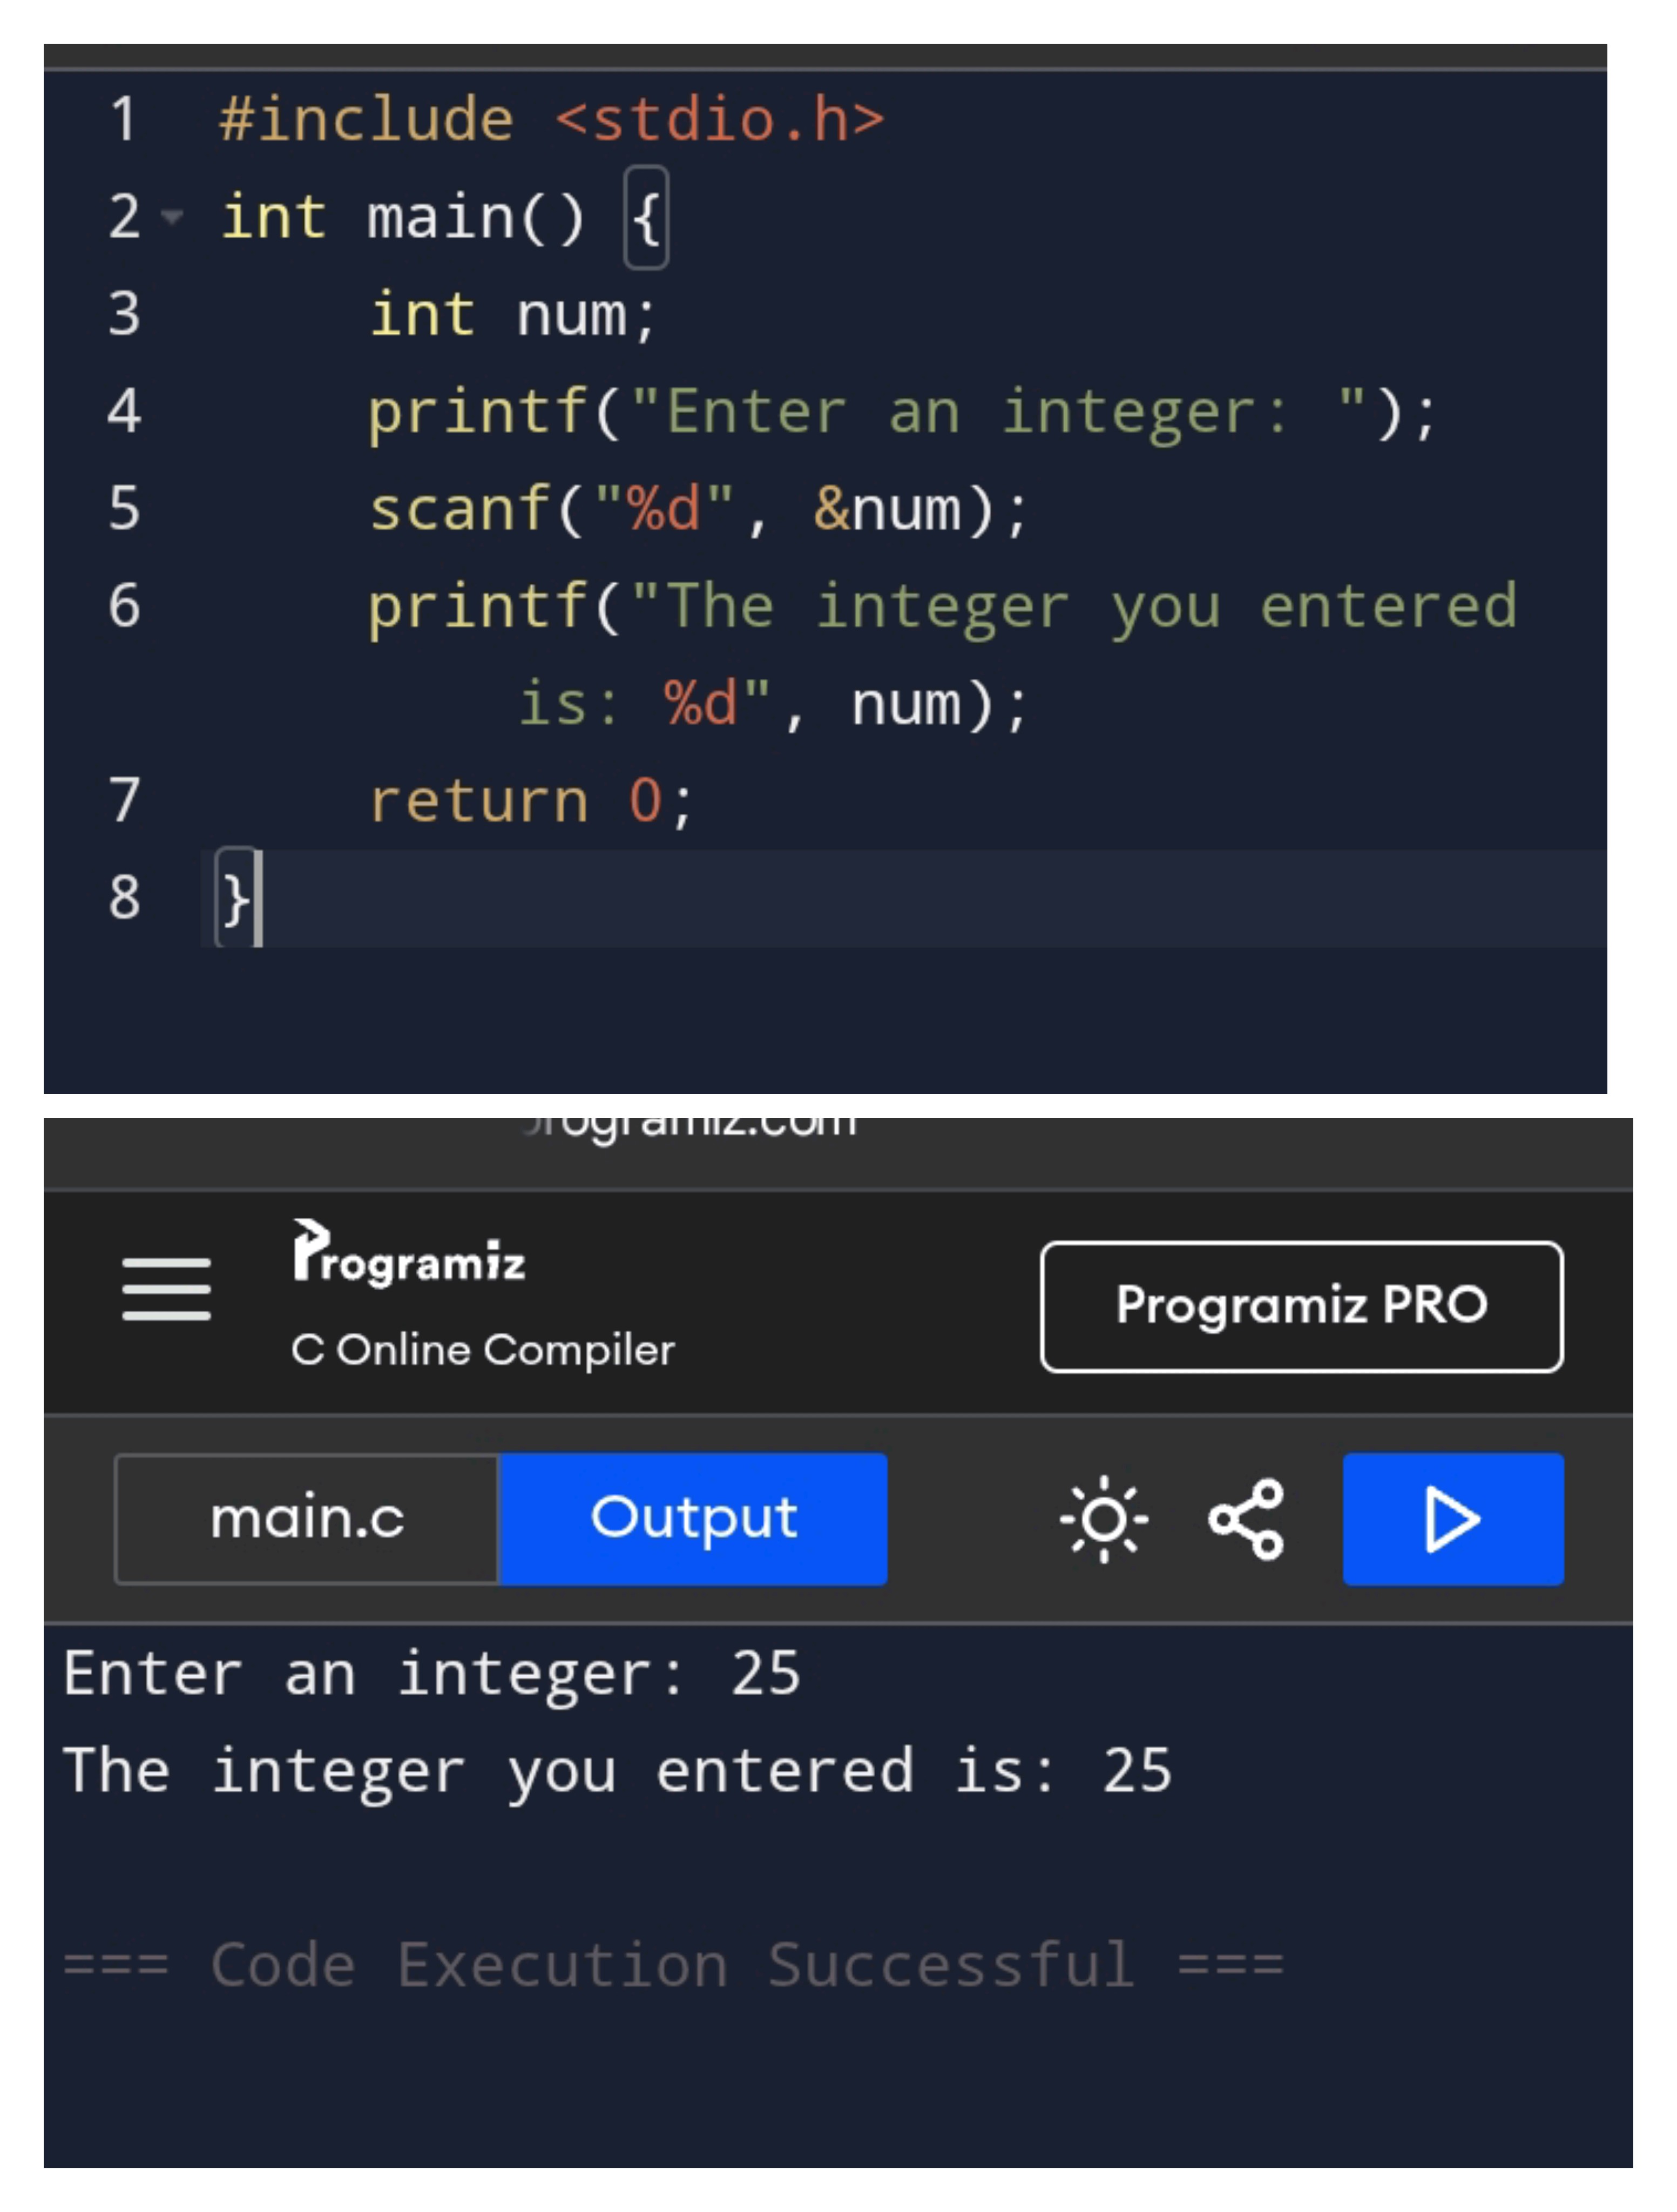 1 #include <stdio.h>
2 int main() {
3 int num;
4 printf("Enter an integer: ");
5 scanf("%d", &num);
6 printf("The integer you entered
is: %d", num);
7 return 0;
8 }
programiz.com
Programiz
C Online Compiler
Programiz PRO
main.c
Output
Enter an integer: 25
The integer you entered is: 25
=== Code Execution Successful ===